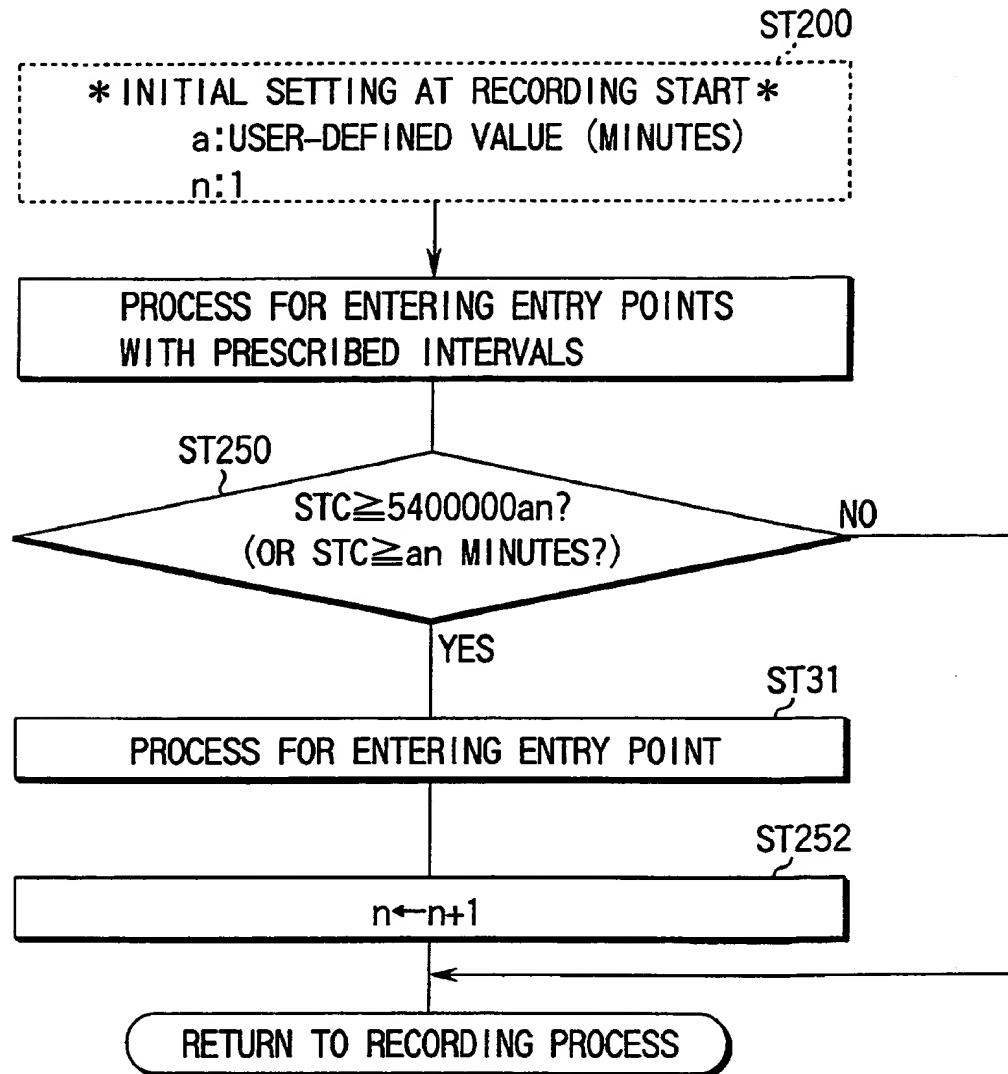 ST200
*INITIAL SETTING AT RECORDING START*
a:USER-DEFINED VALUE (MINUTES)
n:1
PROCESS FOR ENTERING ENTRY POINTS
WITH PRESCRIBED INTERVALS
ST250
STC≧5400000an?
(OR STC≧an MINUTES?)
NO
YES
ST31
PROCESS FOR ENTERING ENTRY POINT
ST252
n←n+1
RETURN TO RECORDING PROCESS